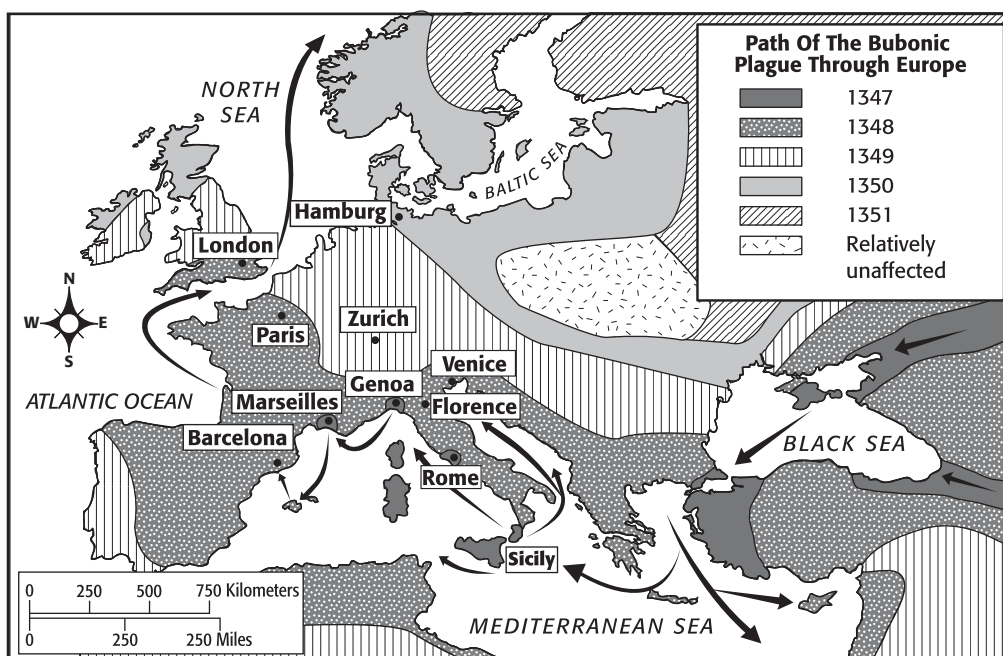 Path Of The Bubonic
Plague Through Europe
1347
1348
1349
1350
1351
Relatively
unaffected
NORTH
SEA
BALTIC SEA
Hamburg
London
N
W
E
S
Paris
Zurich
Venice
Genoa
ATLANTIC OCEAN
Marseilles
Florence
Barcelona
BLACK SEA
Rome
Sicily
0 250 500 750 Kilometers
0 250 250 Miles
MEDITERRANEAN SEA